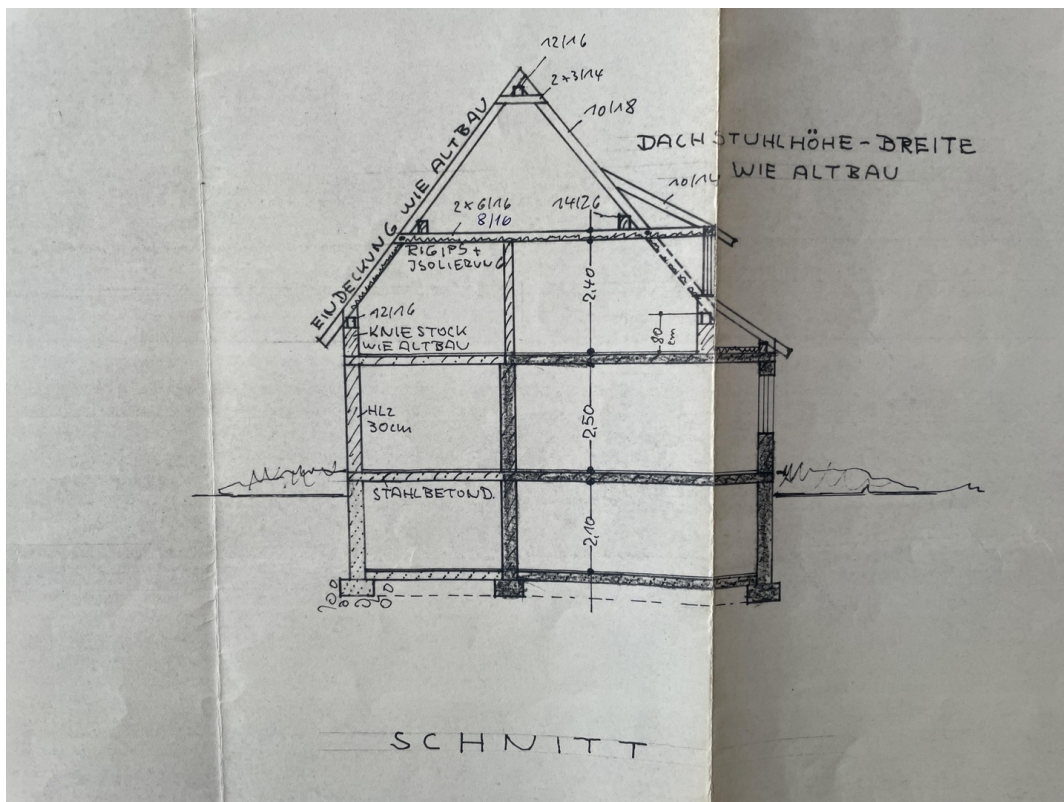 12/16
2×3/14
10/18
DACHSTUHLHÖHE-BREITE
WIE ALTBAU
10/14
EINDECKUNG WIE ALTBAU
2×6/16
8/16
14/26
RIGIPS+
ISOLIERUNG
2,40
12/16
KNIESTOCK
WIE ALTBAU
80
cm
HLZ
30cm
2,50
STAHLBETOND.
2,10
SCHNITT